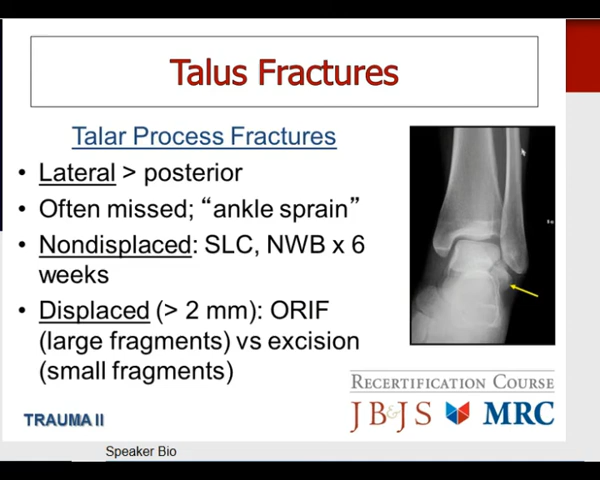 Talus Fractures
Talar Process Fractures
• Lateral > posterior
• Often missed; “ankle sprain”
• Nondisplaced: SLC, NWB x 6
weeks
• Displaced (> 2 mm): ORIF
(large fragments) vs excision
(small fragments)
RECERTIFICATION COURSE
JB&JS MRC
TRAUMA II
Speaker Bio